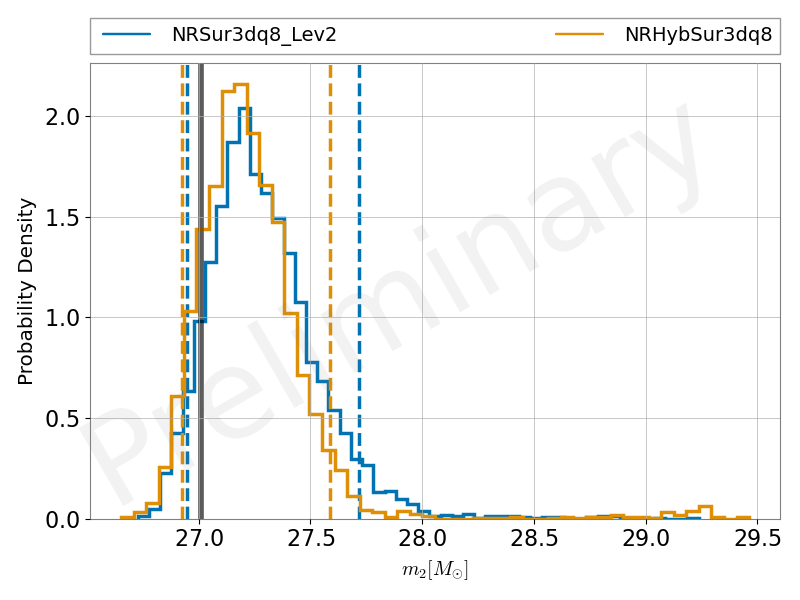 NRSur3dq8_Lev2 NRHybSur3dq8
2.0
1.5
1.0
0.5
0.0
Probability Density
Preliminary
27.0 27.5 28.0 28.5 29.0 29.5
m₂[M⊙]